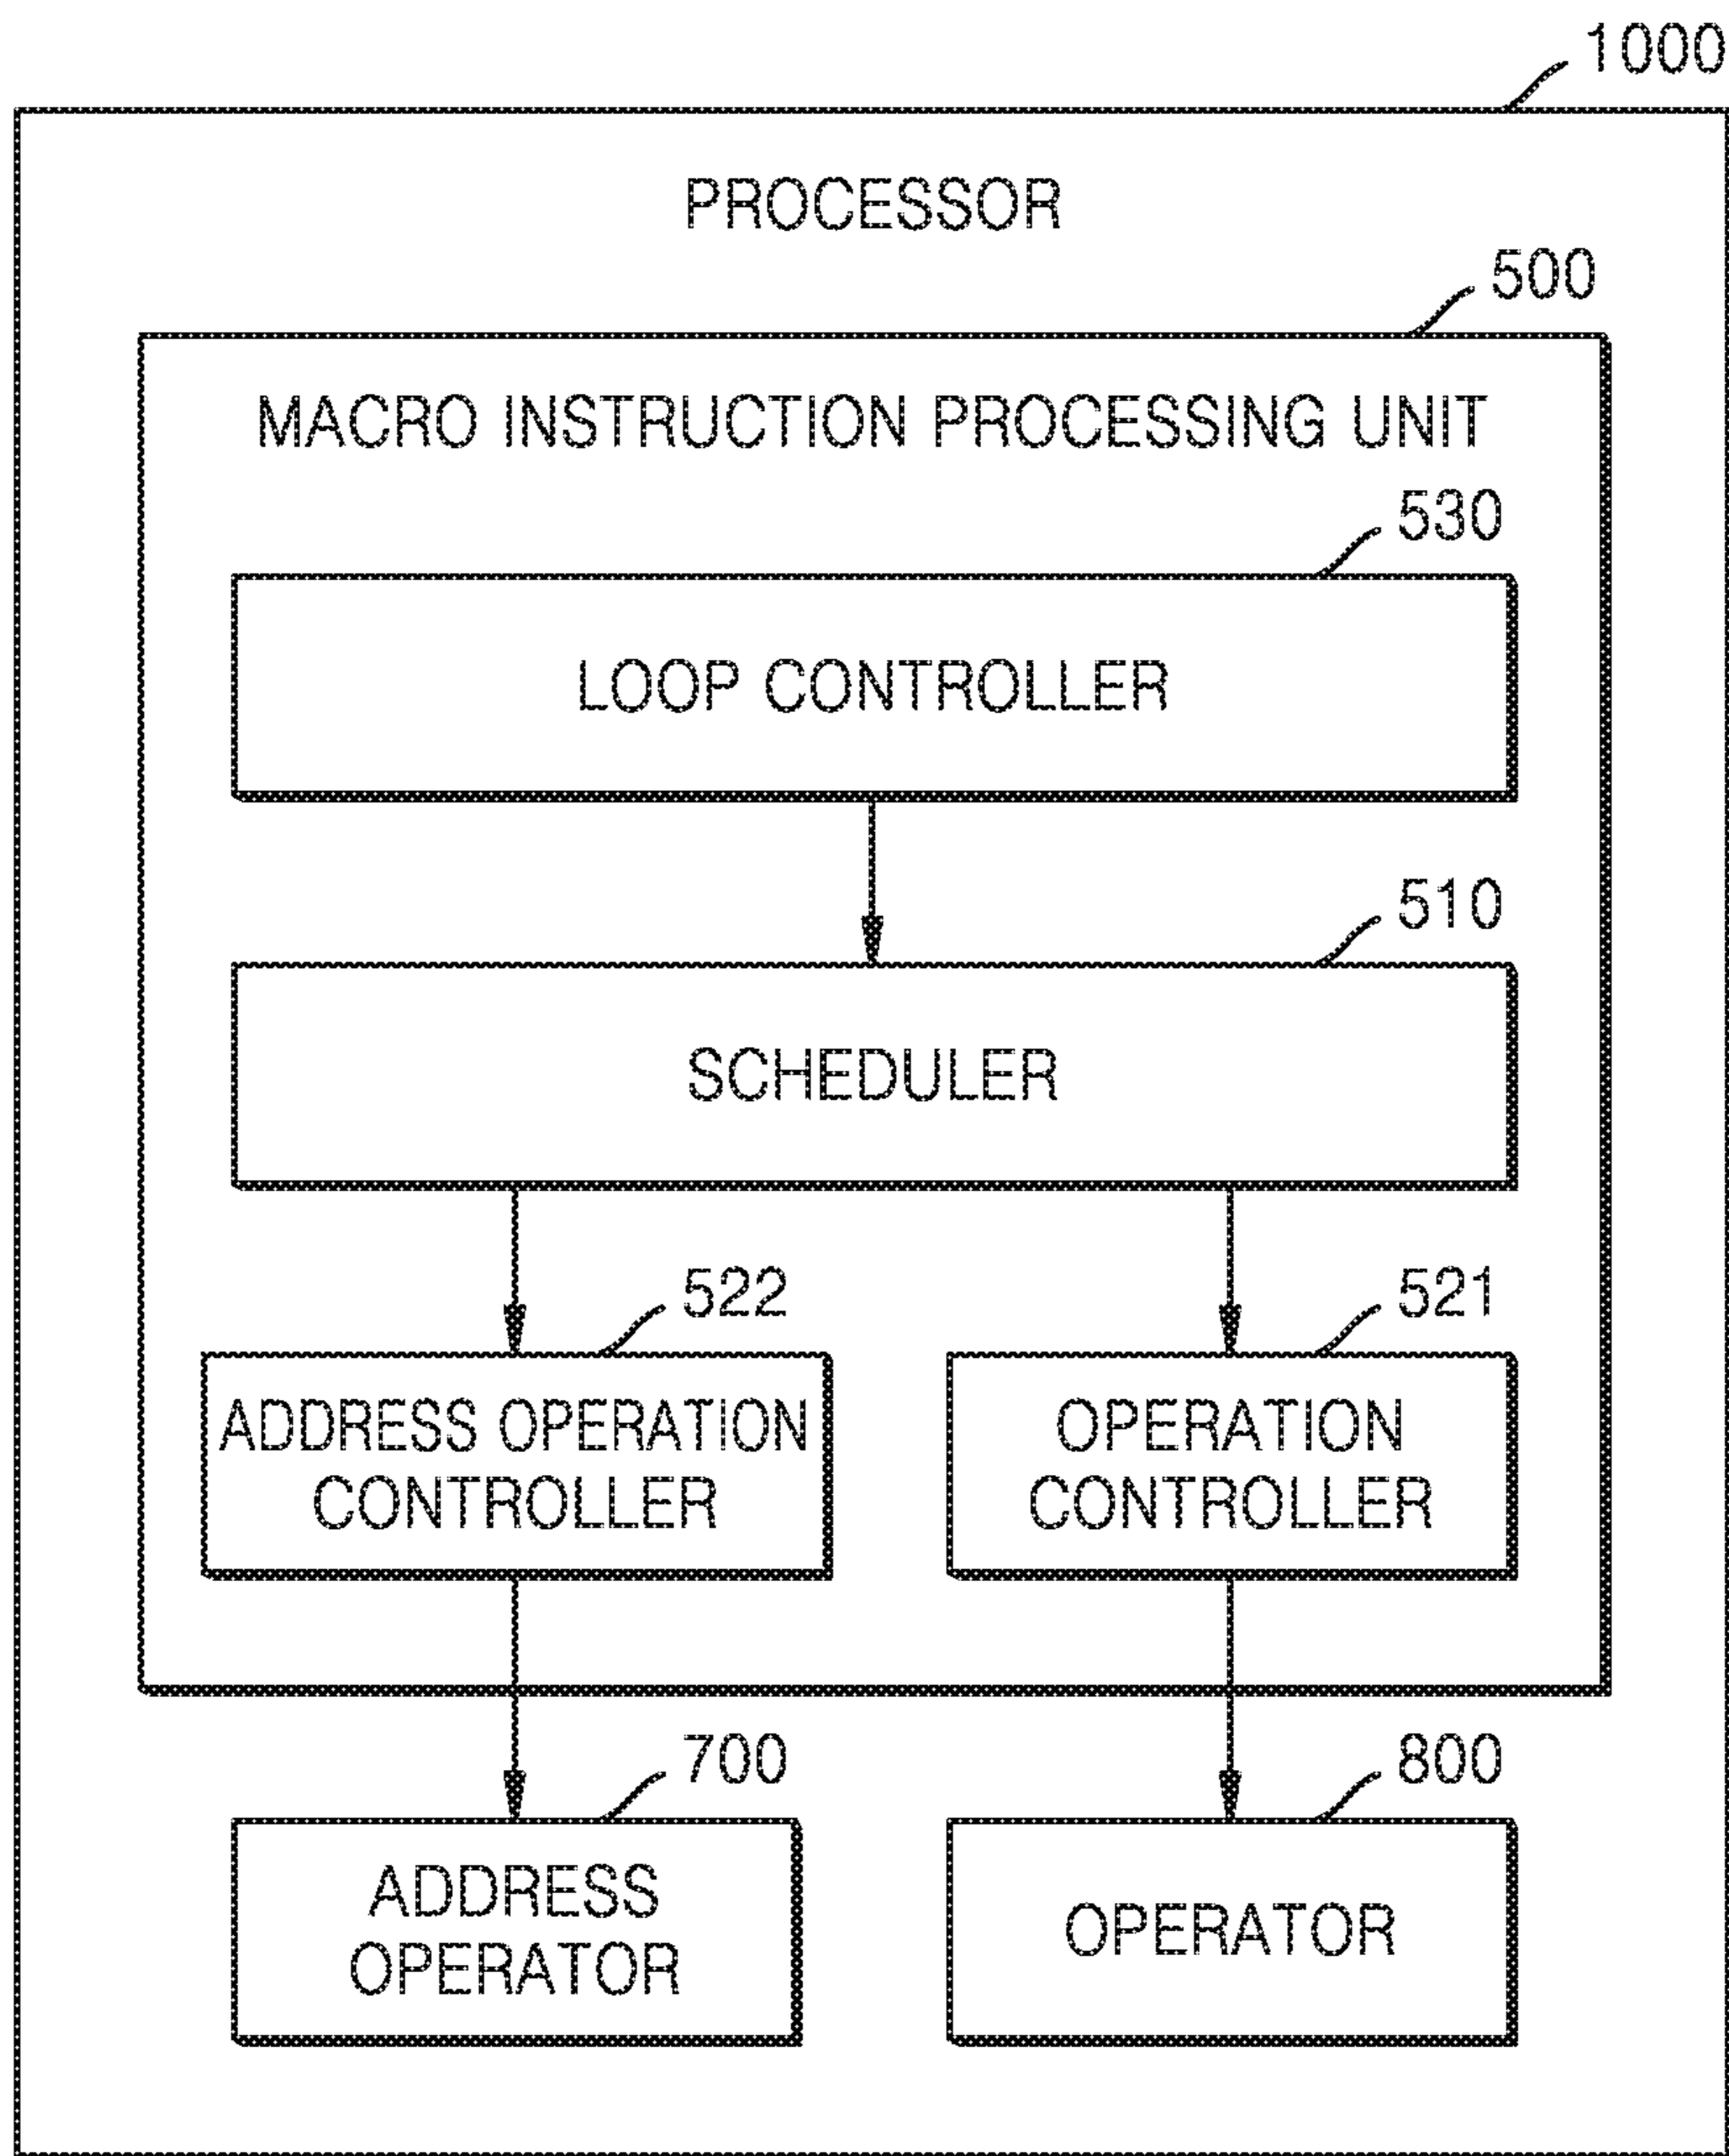 1000
PROCESSOR
500
MACRO INSTRUCTION PROCESSING UNIT
530
LOOP CONTROLLER
510
SCHEDULER
522
521
ADDRESS OPERATION
CONTROLLER
OPERATION
CONTROLLER
700
800
ADDRESS
OPERATOR
OPERATOR